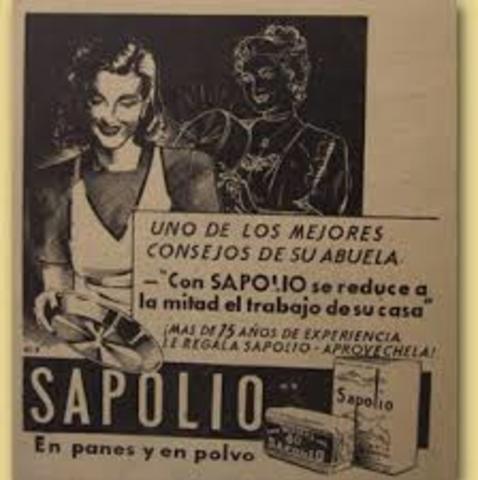 UNO DE LOS MEJORES
CONSEJOS DE SU ABUELA
—"Con SAPOLIO se reduce a
la mitad el trabajo de su casa"
¡MAS DE 75 AÑOS DE EXPERIENCIA
LE REGALA SAPOLIO - APROVECHELA!
SAPOLIO
En panes y en polvo
Sapolio
SAPOLIO